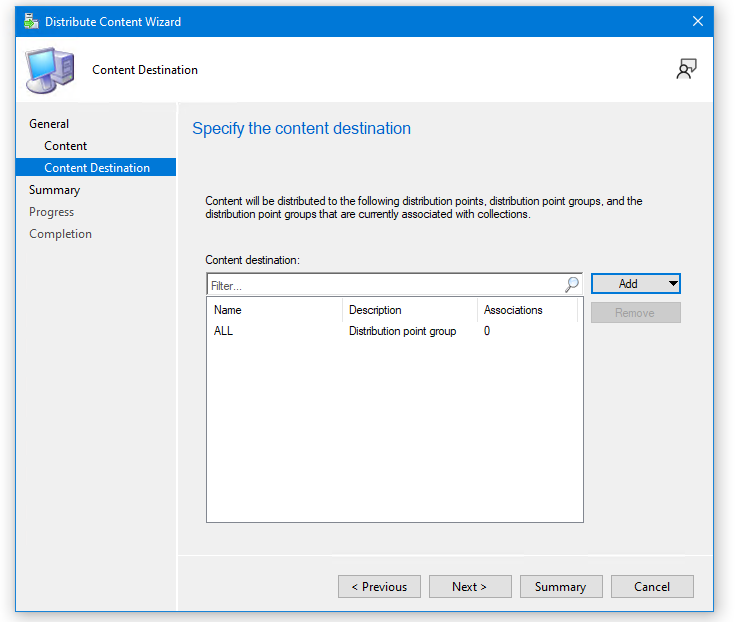 Distribute Content Wizard
Content Destination
General
Content
Content Destination
Summary
Progress
Completion
Specify the content destination
Content will be distributed to the following distribution points, distribution point groups, and the
distribution point groups that are currently associated with collections.
Content destination:
Filter...
Add
Remove
Name Description Associations
ALL Distribution point group 0
< Previous Next > Summary Cancel